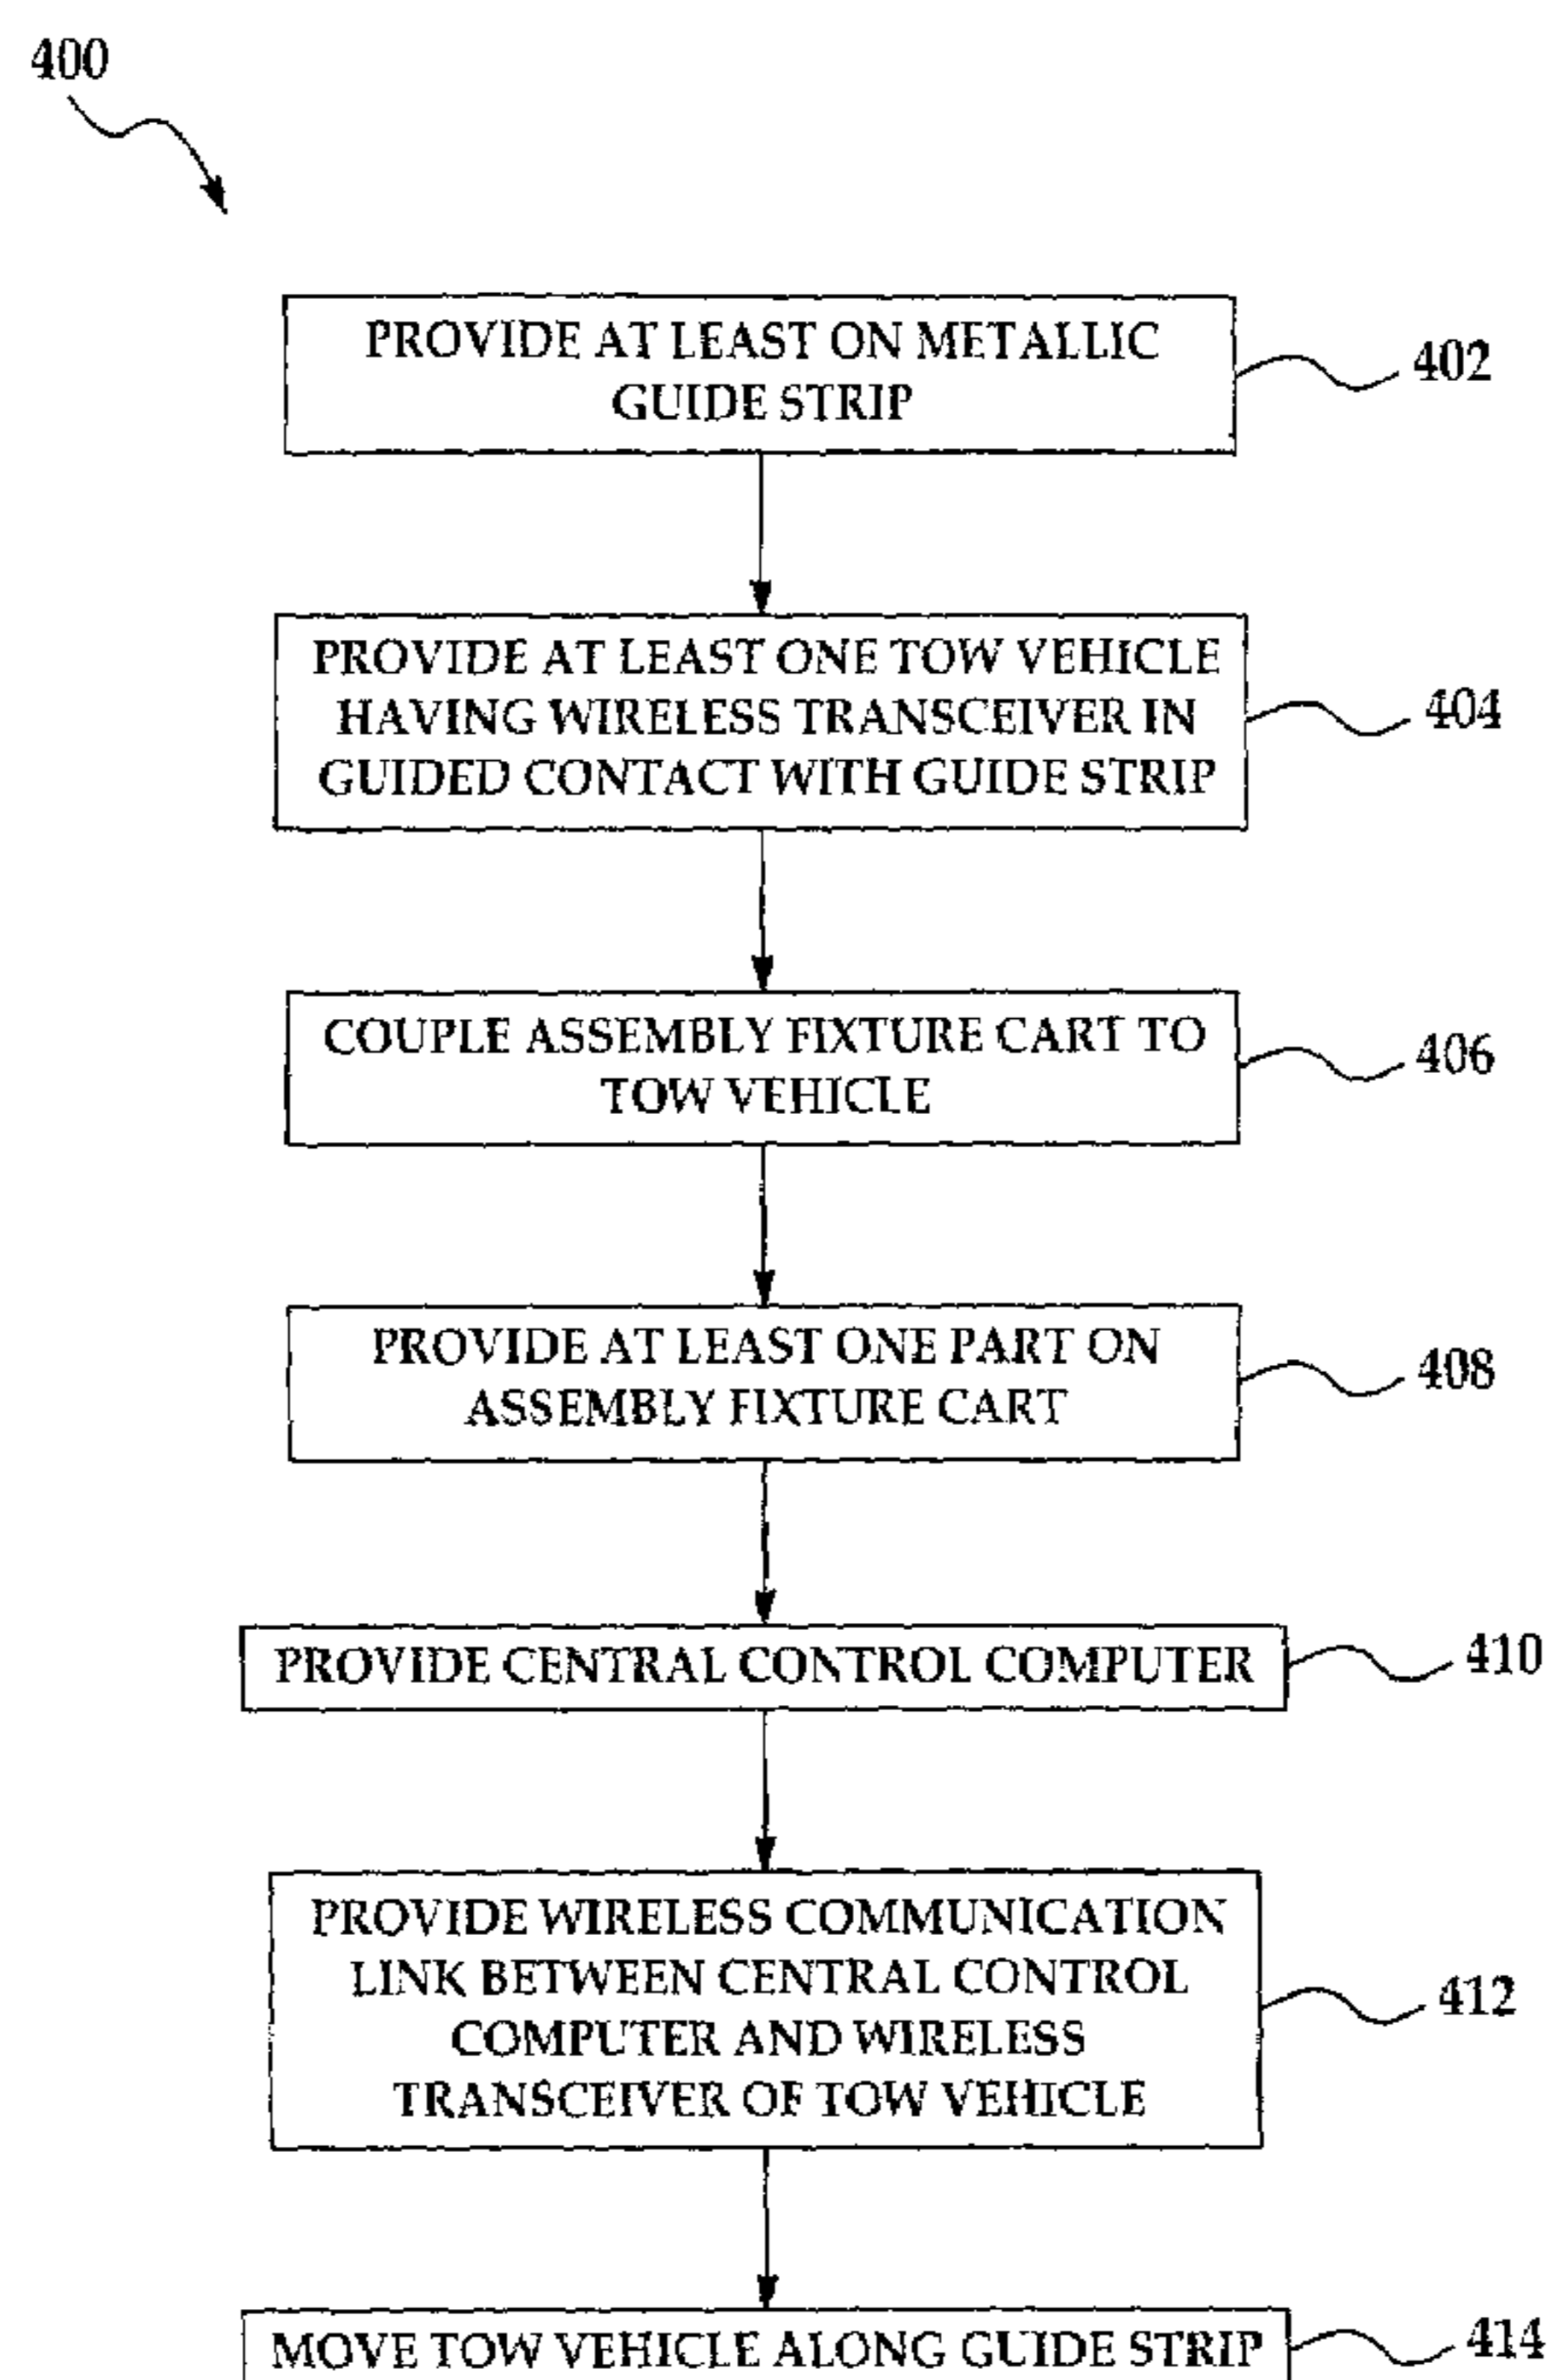 400
PROVIDE AT LEAST ON METALLIC
GUIDE STRIP
402
PROVIDE AT LEAST ONE TOW VEHICLE
HAVING WIRELESS TRANSCEIVER IN
GUIDED CONTACT WITH GUIDE STRIP
404
COUPLE ASSEMBLY FIXTURE CART TO
TOW VEHICLE
406
PROVIDE AT LEAST ONE PART ON
ASSEMBLY FIXTURE CART
408
PROVIDE CENTRAL CONTROL COMPUTER
410
PROVIDE WIRELESS COMMUNICATION
LINK BETWEEN CENTRAL CONTROL
COMPUTER AND WIRELESS
TRANSCEIVER OF TOW VEHICLE
412
MOVE TOW VEHICLE ALONG GUIDE STRIP
414